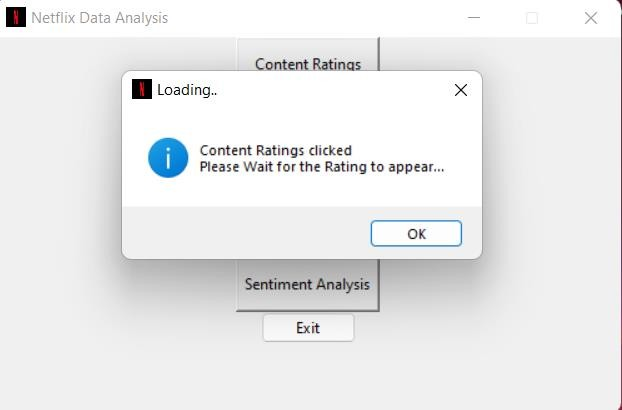 Netflix Data Analysis
Content Ratings
Loading..
Content Ratings clicked
Please Wait for the Rating to appear...
OK
Sentiment Analysis
Exit